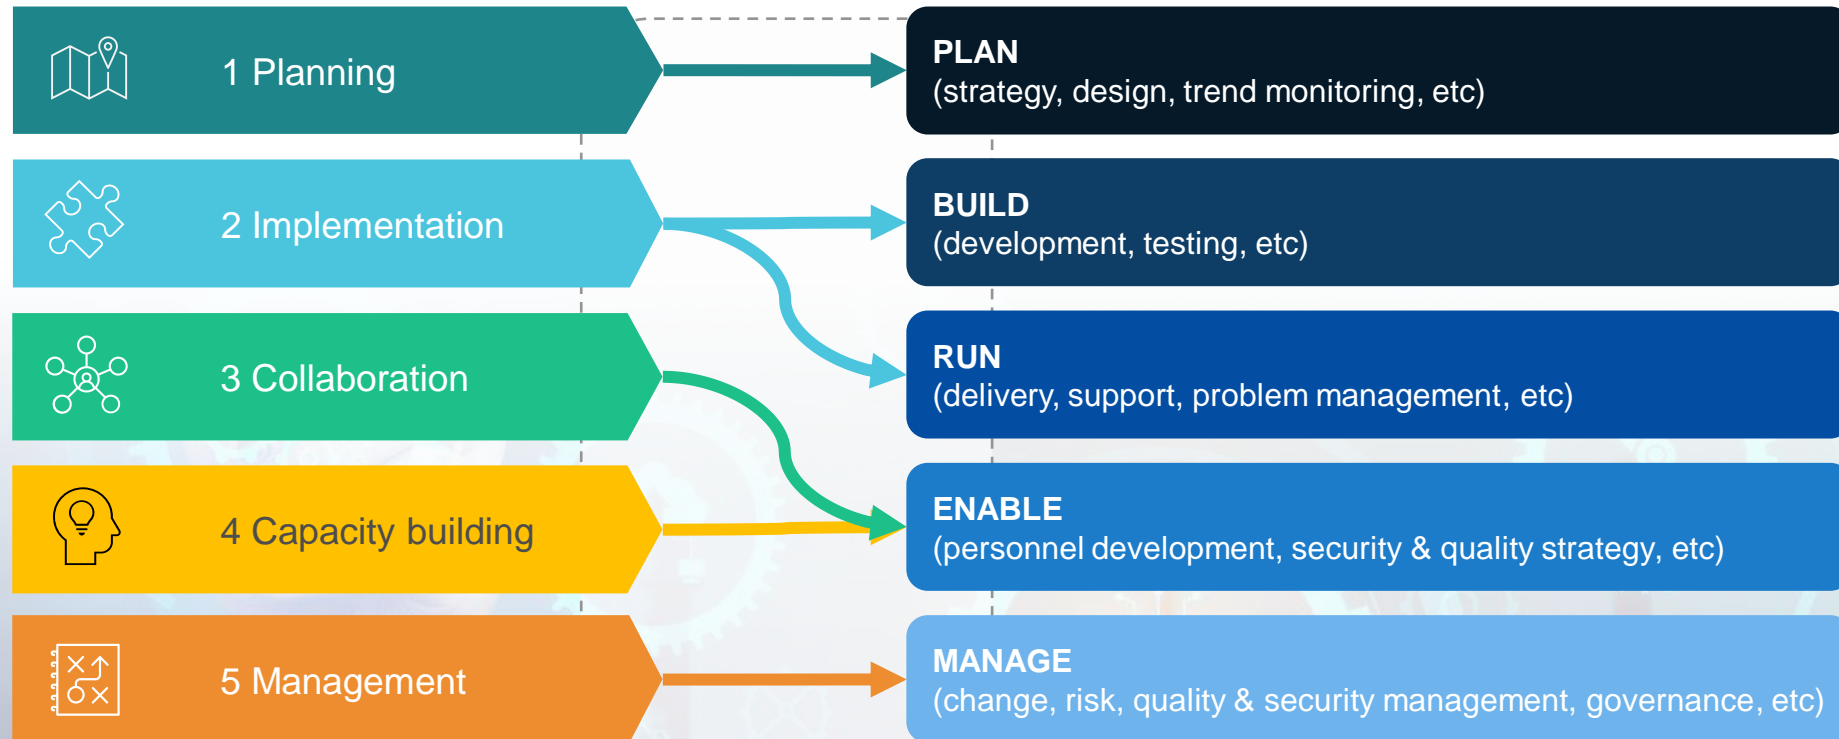 1 Planning
PLAN
(strategy, design, trend monitoring, etc)
2 Implementation
BUILD
(development, testing, etc)
RUN
(delivery, support, problem management, etc)
3 Collaboration
4 Capacity building
ENABLE
(personnel development, security & quality strategy, etc)
5 Management
MANAGE
(change, risk, quality & security management, governance, etc)